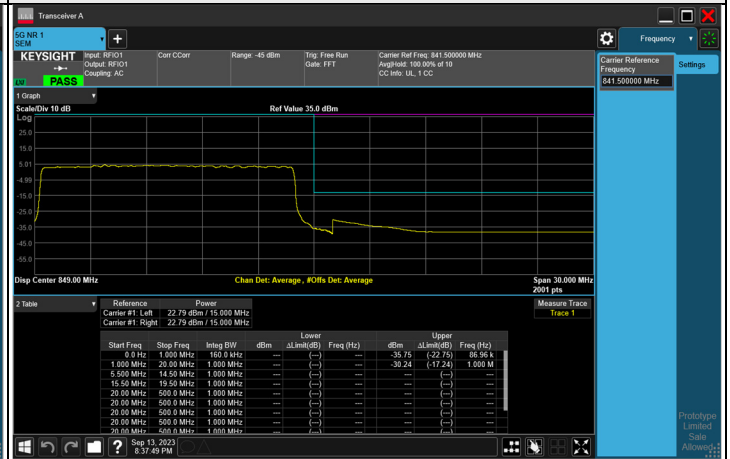 Transceiver A
5G NR 1
SEM
+
Frequency
KEYSIGHT
Input: RFIO1
Output: RFIO1
Coupling: AC
Corr CCorr
Range: -45 dBm
Trig: Free Run
Gate: FFT
Carrier Ref Freq: 841.500000 MHz
Avg|Hold: 100.00% of 10
CC Info: UL, 1 CC
PASS
Carrier Reference
Frequency
841.500000 MHz
Settings
1 Graph
Scale/Div 10 dB
Ref Value 35.0 dBm
Log
25.0
15.0
5.01
-4.99
-15.0
-25.0
-35.0
-45.0
-55.0
Disp Center 849.00 MHz
Chan Det: Average , #Offs Det: Average
Span 30.000 MHz
2001 pts
2 Table
Reference Power
Carrier #1: Left 22.79 dBm / 15.000 MHz
Carrier #1: Right 22.79 dBm / 15.000 MHz
Measure Trace
Trace 1
Lower Upper
Start Freq Stop Freq Integ BW dBm ΔLimit(dB) Freq (Hz) dBm ΔLimit(dB) Freq (Hz)
0.0 Hz 1.000 MHz 160.0 kHz --- (---) --- -35.75 (-22.75) 86.96 k
1.000 MHz 20.00 MHz 1.000 MHz --- (---) --- -30.24 (-17.24) 1.000 M
5.500 MHz 14.50 MHz 1.000 MHz --- (---) --- --- (---) ---
15.50 MHz 19.50 MHz 1.000 MHz --- (---) --- --- (---) ---
20.00 MHz 500.0 MHz 1.000 MHz --- (---) --- --- (---) ---
20.00 MHz 500.0 MHz 1.000 MHz --- (---) --- --- (---) ---
20.00 MHz 500.0 MHz 1.000 MHz --- (---) --- --- (---) ---
20.00 MHz 500.0 MHz 1.000 MHz --- (---) --- --- (---) ---
20.00 MHz 500.0 MHz 1.000 MHz --- (---) --- --- (---) ---
Prototype
Limited
Sale
Allowed
?
Sep 13, 2023
8:37:49 PM